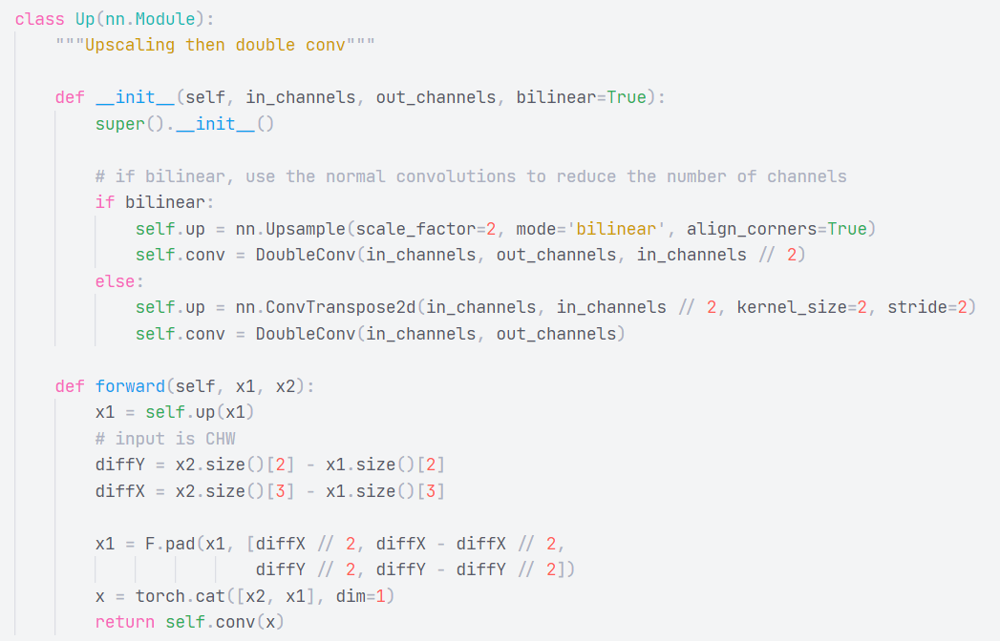 class Up(nn.Module):
    """Upscaling then double conv"""

    def __init__(self, in_channels, out_channels, bilinear=True):
        super().__init__()

        # if bilinear, use the normal convolutions to reduce the number of channels
        if bilinear:
            self.up = nn.Upsample(scale_factor=2, mode='bilinear', align_corners=True)
            self.conv = DoubleConv(in_channels, out_channels, in_channels // 2)
        else:
            self.up = nn.ConvTranspose2d(in_channels, in_channels // 2, kernel_size=2, stride=2)
            self.conv = DoubleConv(in_channels, out_channels)

    def forward(self, x1, x2):
        x1 = self.up(x1)
        # input is CHW
        diffY = x2.size()[2] - x1.size()[2]
        diffX = x2.size()[3] - x1.size()[3]

        x1 = F.pad(x1, [diffX // 2, diffX - diffX // 2,
                        diffY // 2, diffY - diffY // 2])
        x = torch.cat([x2, x1], dim=1)
        return self.conv(x)